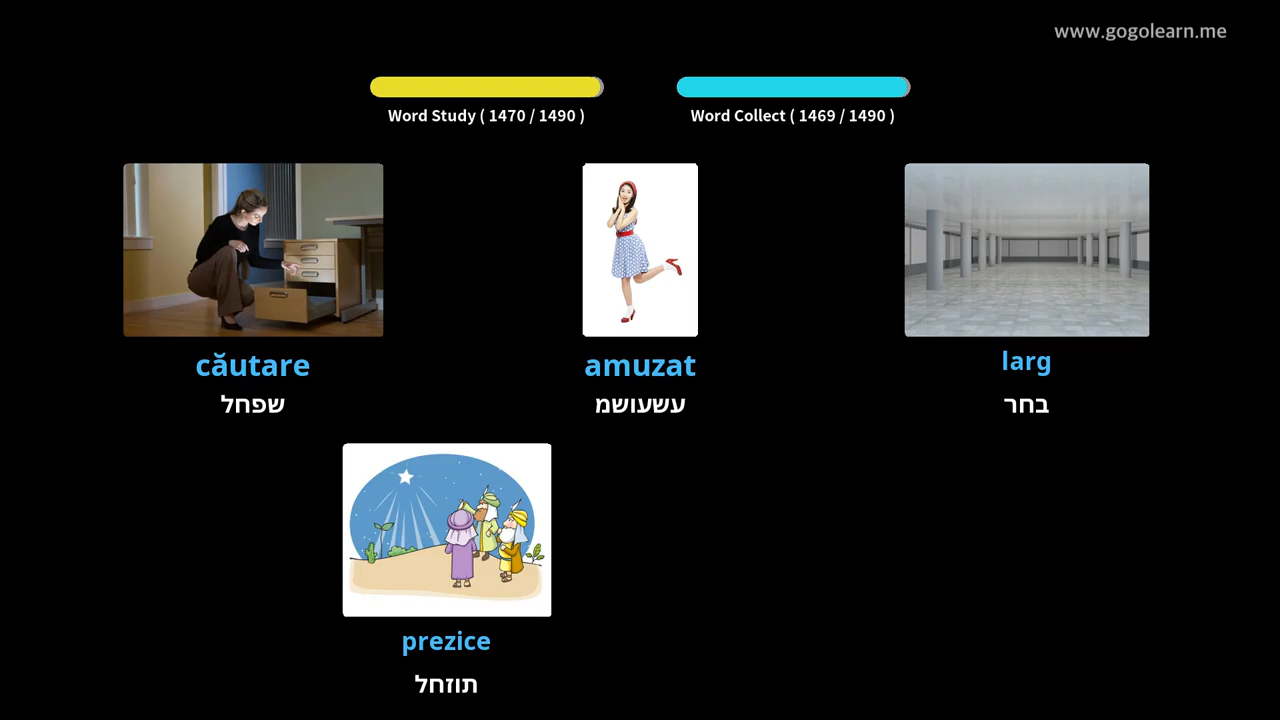 www.gogolearn.me
Word Study ( 1470 / 1490 )
Word Collect ( 1469 / 1490 )
căutare
שפחל
amuzat
עשעושמ
larg
בחר
prezice
תוזחל